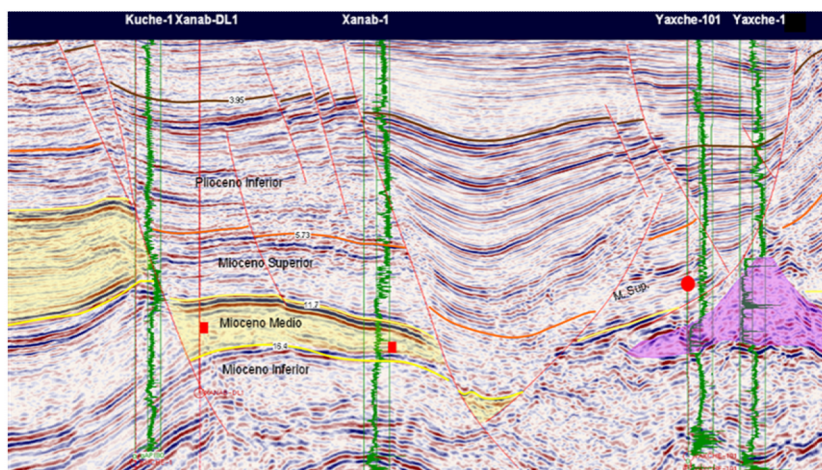 Kuche-1 Xanab-DL1 Xanab-1 Yaxche-101 Yaxche-1
3.95
Plioceno Inferior
5.73
Mioceno Superior
M.Sup.
11.7
Mioceno Medio
16.4
Mioceno Inferior